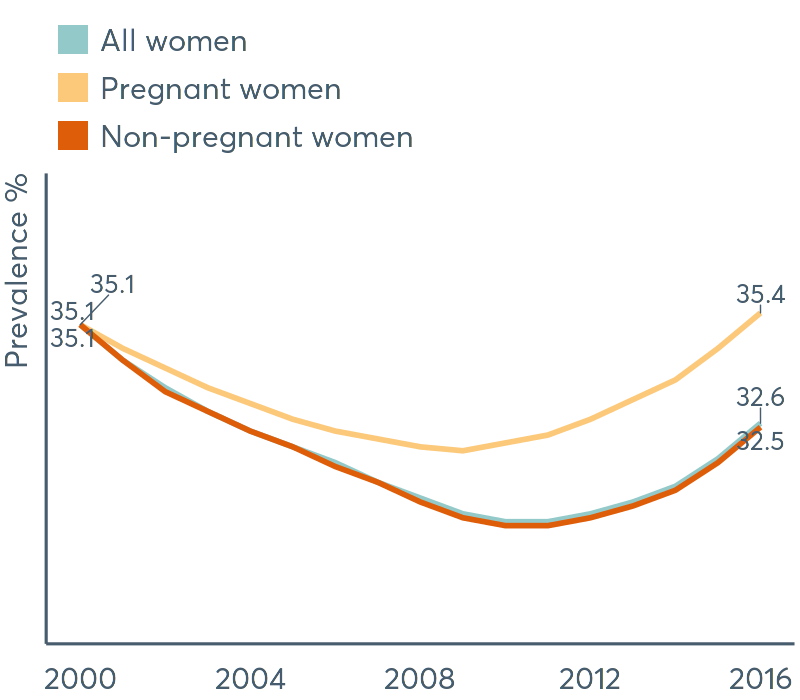 All women
Pregnant women
Non-pregnant women
Prevalence %
35.1
35.1
35.1
35.4
32.6
32.5
2000 2004 2008 2012 2016